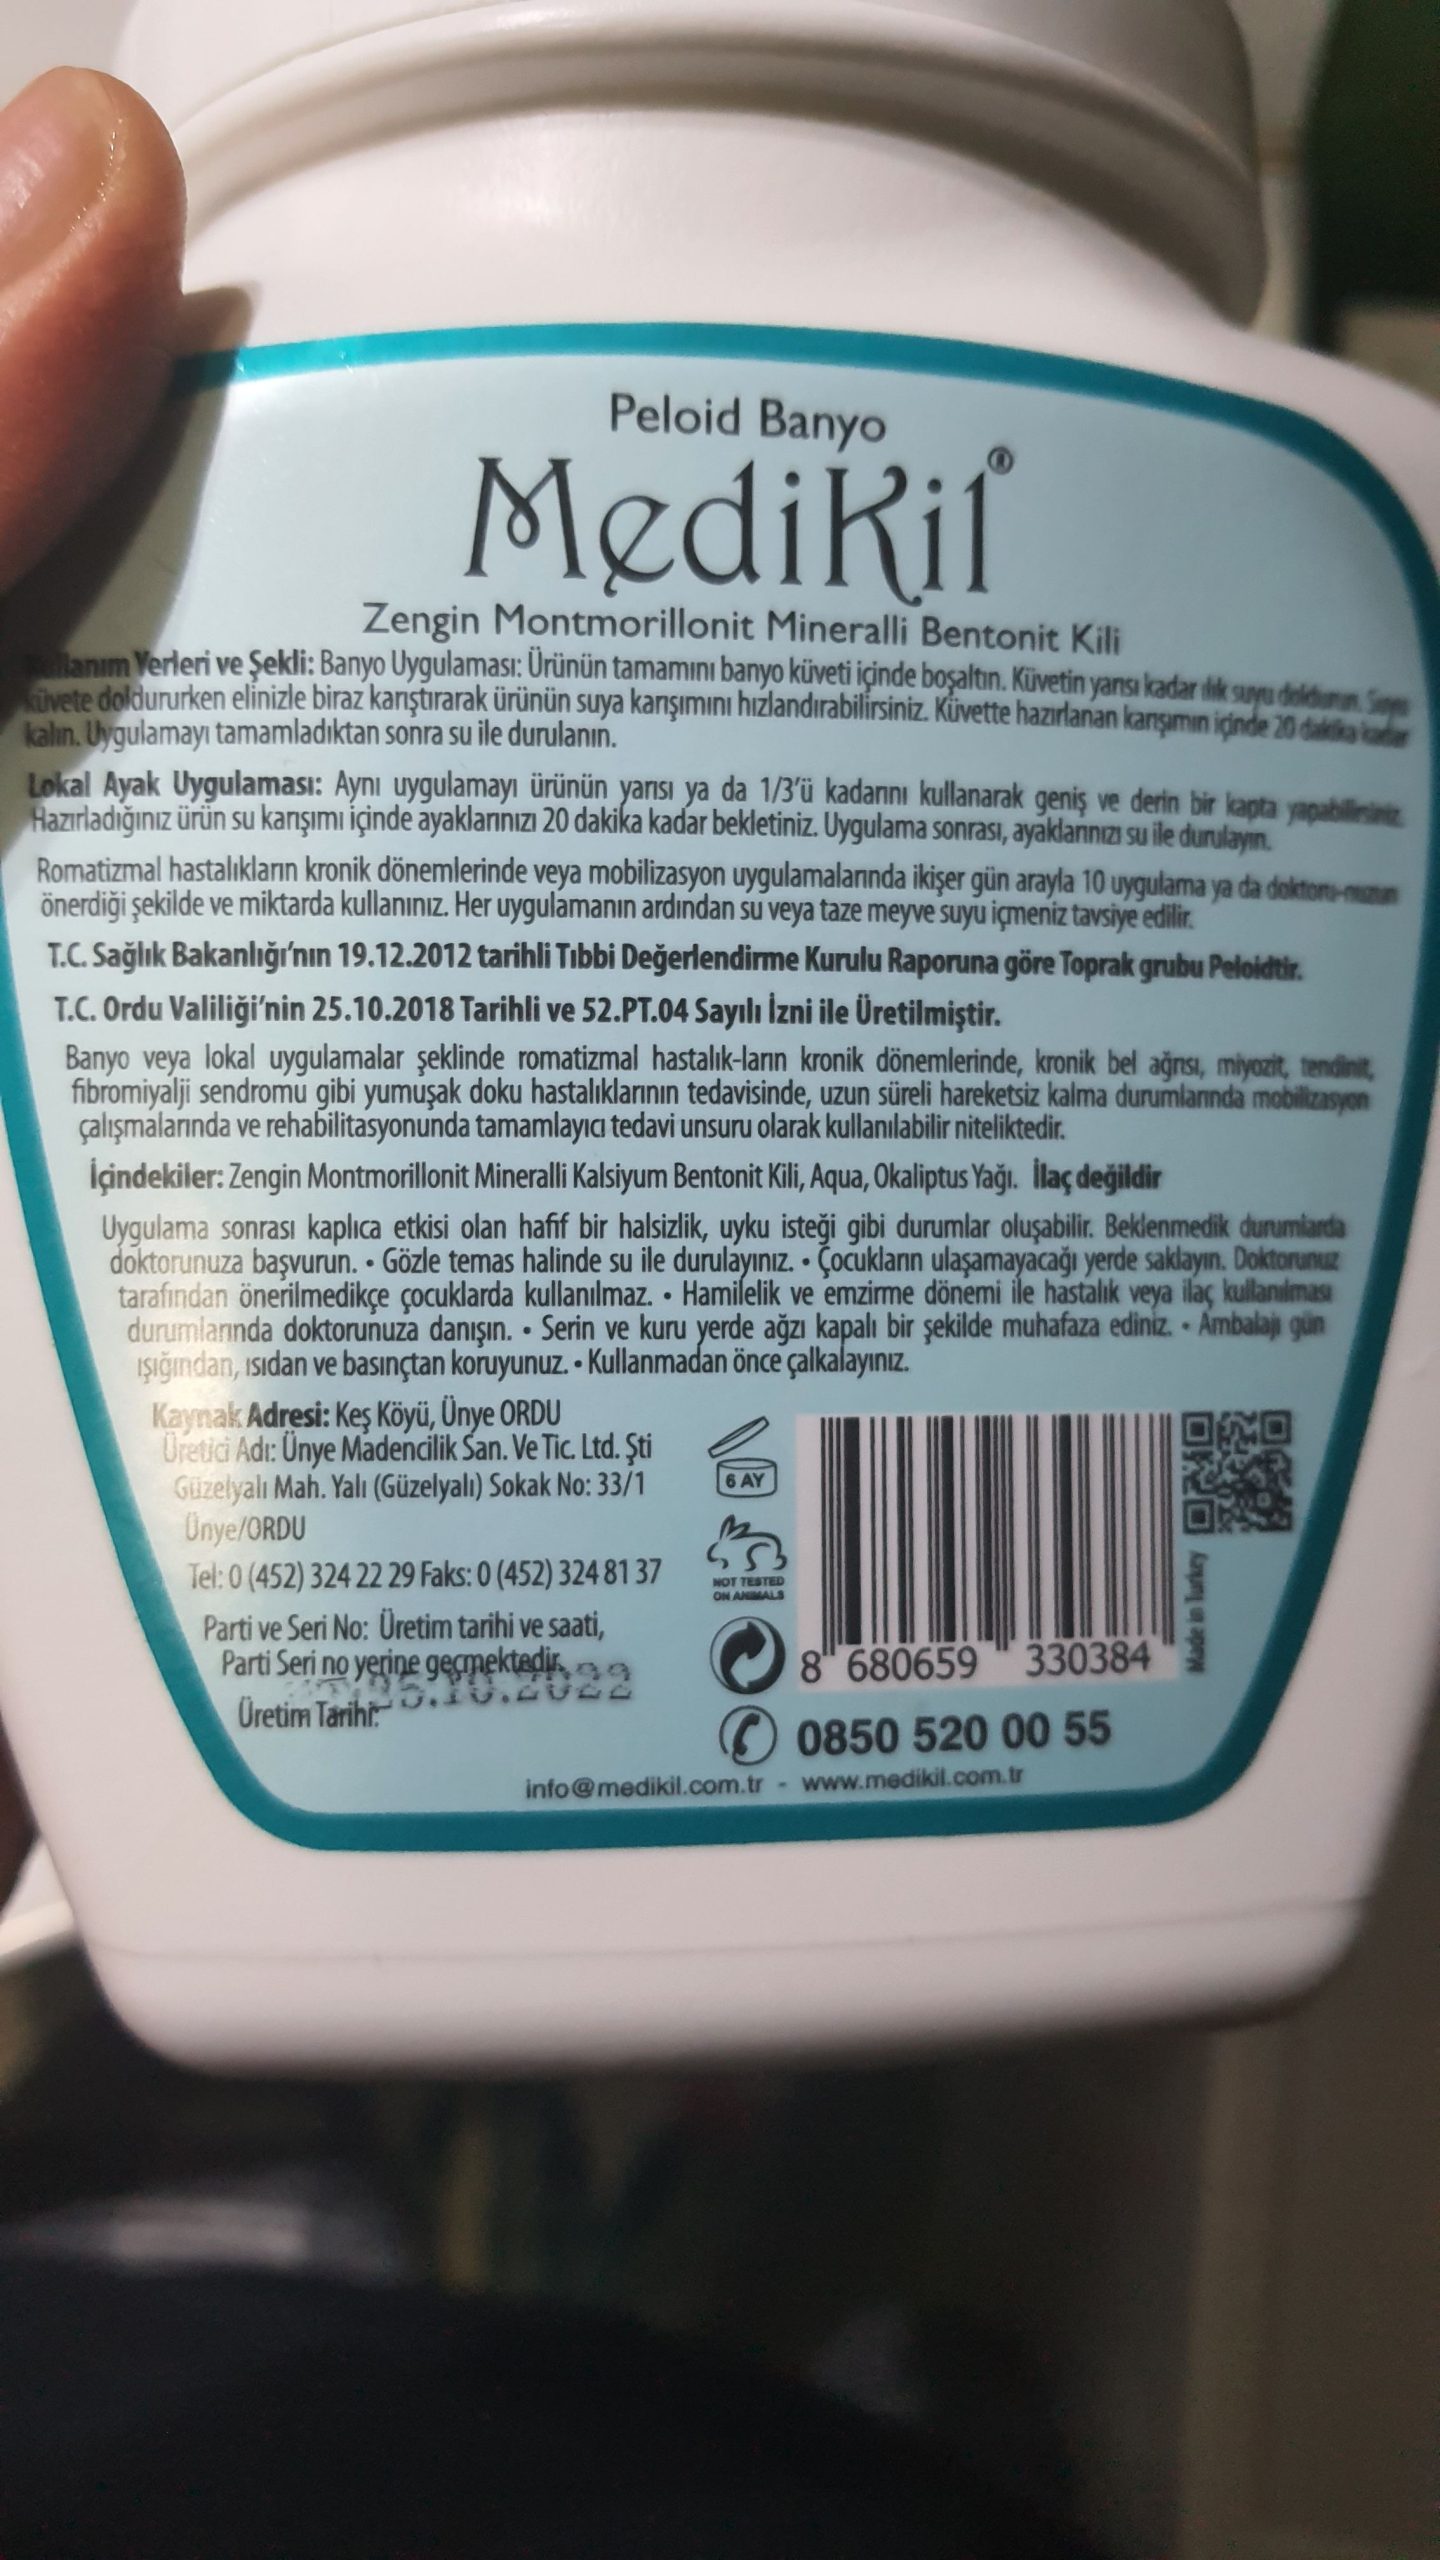 Peloid Banyo
MediKil®
Zengin Montmorillonit Mineralli Bentonit Kili
Yerleri ve Şekli: Banyo Uygulaması: Ürünün tamamını banyo küveti içinde boşaltın. Küvetin yarısı kadar ılık suyu doldurun. Suyu
küvete doldururken elinizle biraz karıştırarak ürünün suya karışımını hızlandırabilirsiniz. Küvette hazırlanan karışımın içinde 20 dakika kadar
kalın. Uygulamayı tamamladıktan sonra su ile durulanın.
Lokal Ayak Uygulaması: Aynı uygulamayı ürünün yarısı ya da 1/3'ü kadarını kullanarak geniş ve derin bir kapta yapabilirsiniz.
Hazırladığınız ürün su karışımı içinde ayaklarınızı 20 dakika kadar bekletiniz. Uygulama sonrası, ayaklarınızı su ile durulayın.
Romatizmal hastalıkların kronik dönemlerinde veya mobilizasyon uygulamalarında ikişer gün arayla 10 uygulama ya da doktoru-nuzun
önerdiği şekilde ve miktarda kullanınız. Her uygulamanın ardından su veya taze meyve suyu içmeniz tavsiye edilir.
T.C. Sağlık Bakanlığı'nın 19.12.2012 tarihli Tıbbi Değerlendirme Kurulu Raporuna göre Toprak grubu Peloidtir.
T.C. Ordu Valiliği'nin 25.10.2018 Tarihli ve 52.PT.04 Sayılı İzni ile Üretilmiştir.
Banyo veya lokal uygulamalar şeklinde romatizmal hastalık-ların kronik dönemlerinde, kronik bel ağrısı, miyozit, tendinit,
fibromiyalji sendromu gibi yumuşak doku hastalıklarının tedavisinde, uzun süreli hareketsiz kalma durumlarında mobilizasyon
çalışmalarında ve rehabilitasyonunda tamamlayıcı tedavi unsuru olarak kullanılabilir niteliktedir.
İçindekiler: Zengin Montmorillonit Mineralli Kalsiyum Bentonit Kili, Aqua, Okaliptus Yağı. İlaç değildir
Uygulama sonrası kaplıca etkisi olan hafif bir halsizlik, uyku isteği gibi durumlar oluşabilir. Beklenmedik durumlarda
doktorunuza başvurun. • Gözle temas halinde su ile durulayınız. • Çocukların ulaşamayacağı yerde saklayın. Doktorunuz
tarafından önerilmedikçe çocuklarda kullanılmaz. • Hamilelik ve emzirme dönemi ile hastalık veya ilaç kullanılması
durumlarında doktorunuza danışın. • Serin ve kuru yerde ağzı kapalı bir şekilde muhafaza ediniz. • Ambalajı gün
ışığından, ısıdan ve basınçtan koruyunuz. • Kullanmadan önce çalkalayınız.
Kaynak Adresi: Keş Köyü, Ünye ORDU
Üretici Adı: Ünye Madencilik San. Ve Tic. Ltd. Şti
Güzelyalı Mah. Yalı (Güzelyalı) Sokak No: 33/1
Ünye/ORDU
Tel: 0 (452) 324 22 29 Faks: 0 (452) 324 81 37
Parti ve Seri No: Üretim tarihi ve saati,
Parti Seri no yerine geçmektedir.
Üretim Tarihi: 25.10.2022
6 AY
NOT TESTED
ON ANIMALS
8 680659 330384
Made in Turkey
0850 520 00 55
info@medikil.com.tr - www.medikil.com.tr